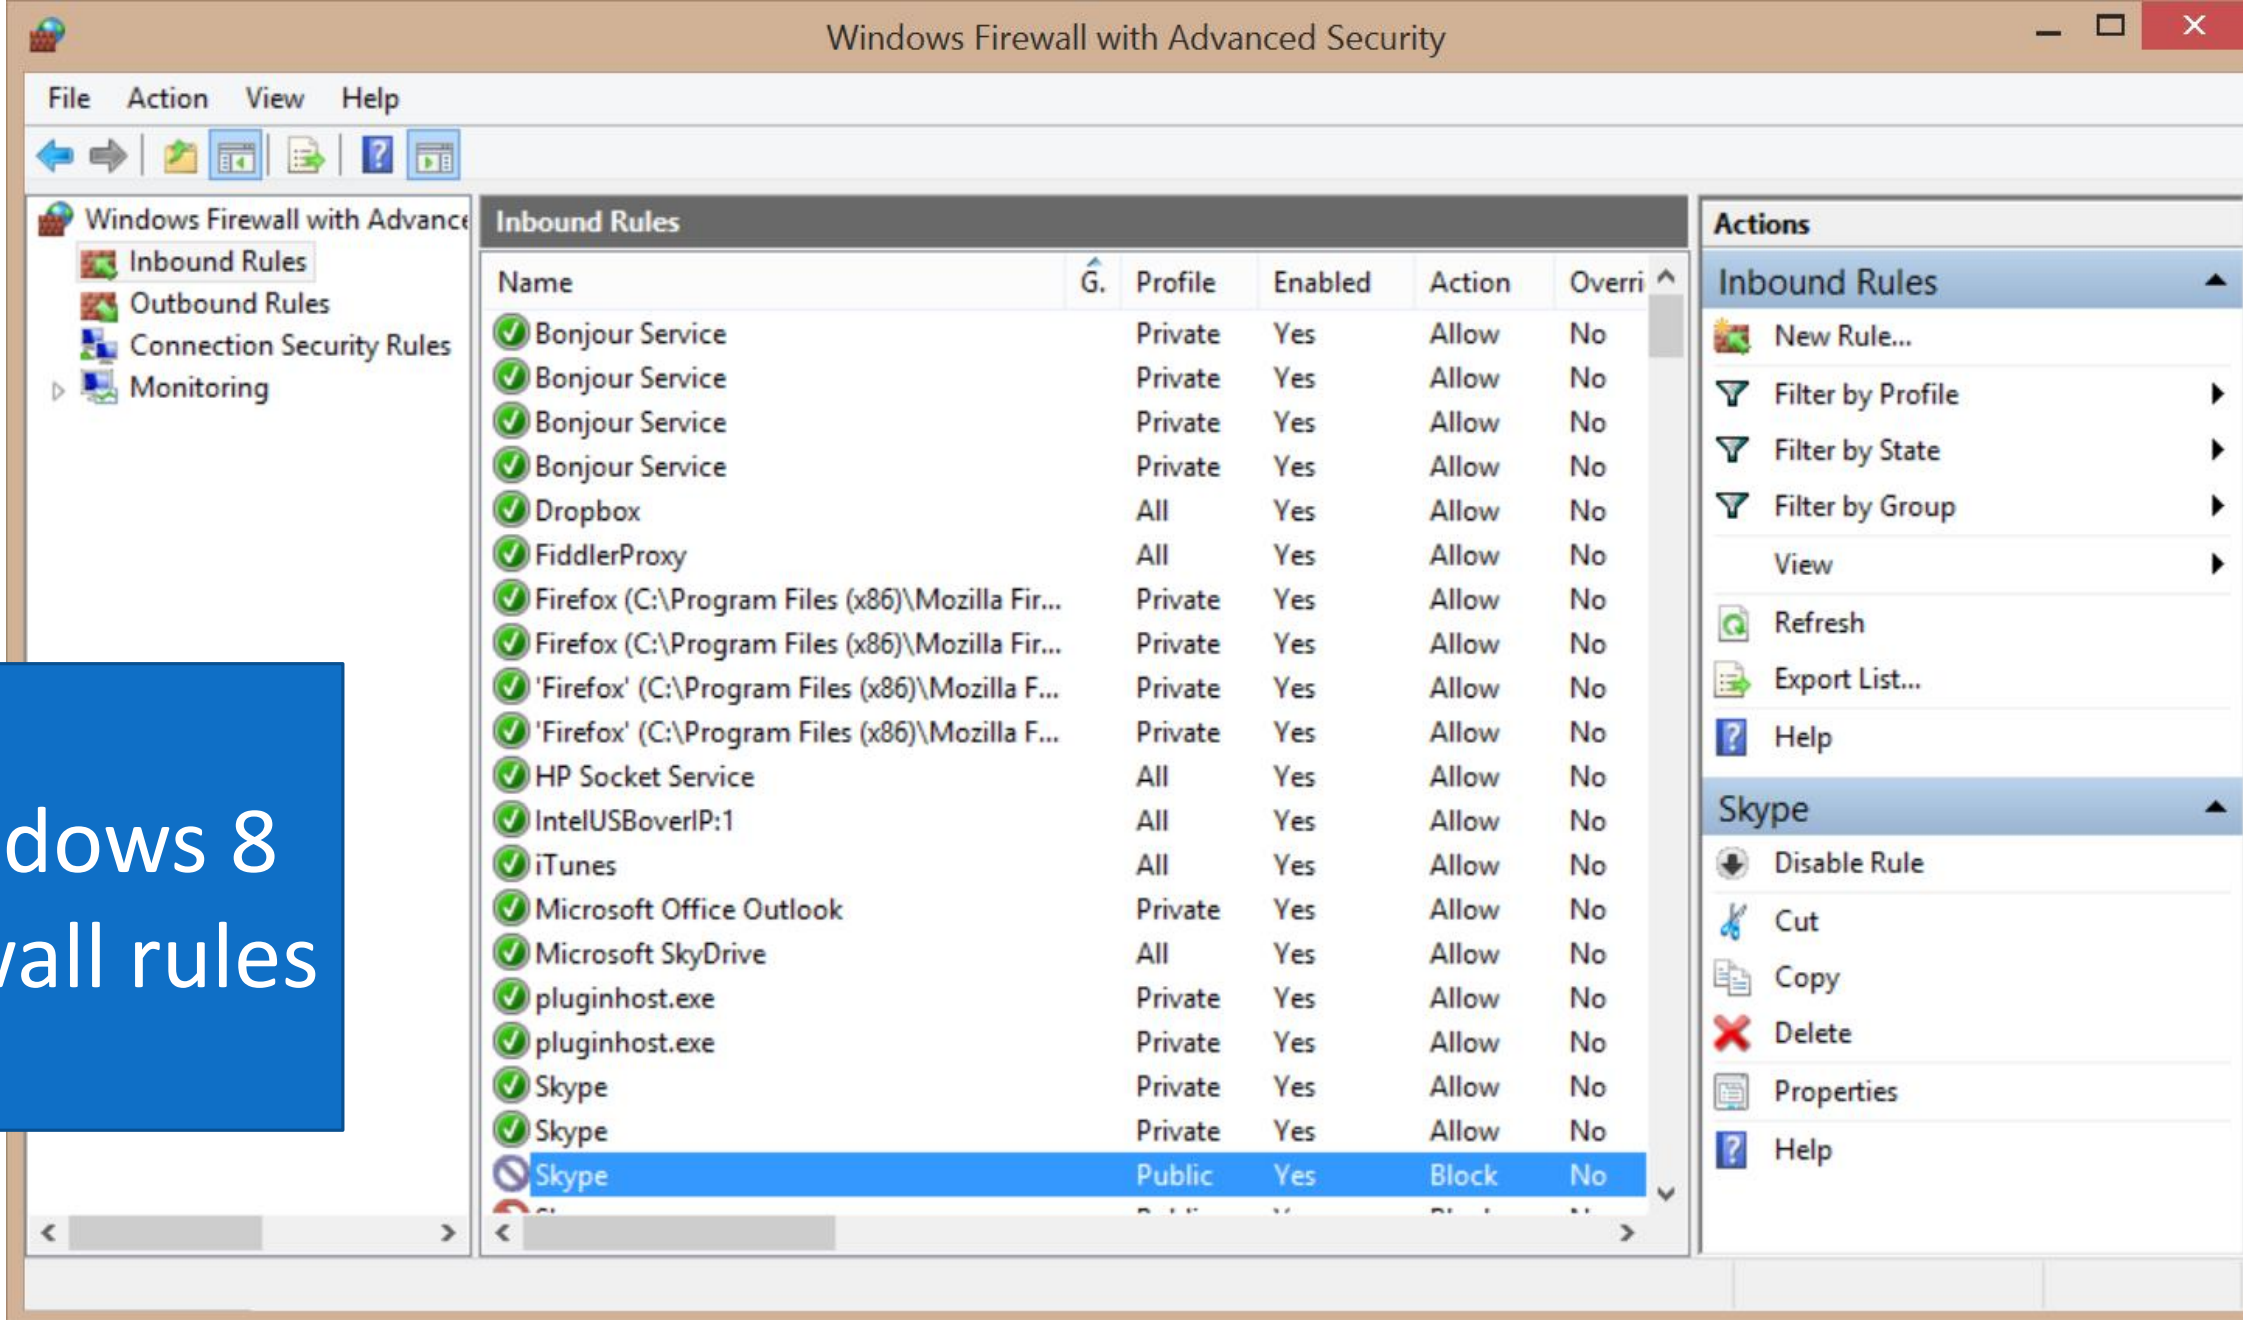 Windows Firewall with Advanced Security
File Action View Help
Windows Firewall with Advance
Inbound Rules
Outbound Rules
Connection Security Rules
Monitoring
Inbound Rules
Name G. Profile Enabled Action Overri
Bonjour Service Private Yes Allow No
Bonjour Service Private Yes Allow No
Bonjour Service Private Yes Allow No
Bonjour Service Private Yes Allow No
Dropbox All Yes Allow No
FiddlerProxy All Yes Allow No
Firefox (C:\Program Files (x86)\Mozilla Fir... Private Yes Allow No
Firefox (C:\Program Files (x86)\Mozilla Fir... Private Yes Allow No
'Firefox' (C:\Program Files (x86)\Mozilla F... Private Yes Allow No
'Firefox' (C:\Program Files (x86)\Mozilla F... Private Yes Allow No
HP Socket Service All Yes Allow No
IntelUSBoverIP:1 All Yes Allow No
iTunes All Yes Allow No
Microsoft Office Outlook Private Yes Allow No
Microsoft SkyDrive All Yes Allow No
pluginhost.exe Private Yes Allow No
pluginhost.exe Private Yes Allow No
Skype Private Yes Allow No
Skype Private Yes Allow No
Skype Public Yes Block No
Actions
Inbound Rules
New Rule...
Filter by Profile
Filter by State
Filter by Group
View
Refresh
Export List...
Help
Skype
Disable Rule
Cut
Copy
Delete
Properties
Help
dows 8
wall rules